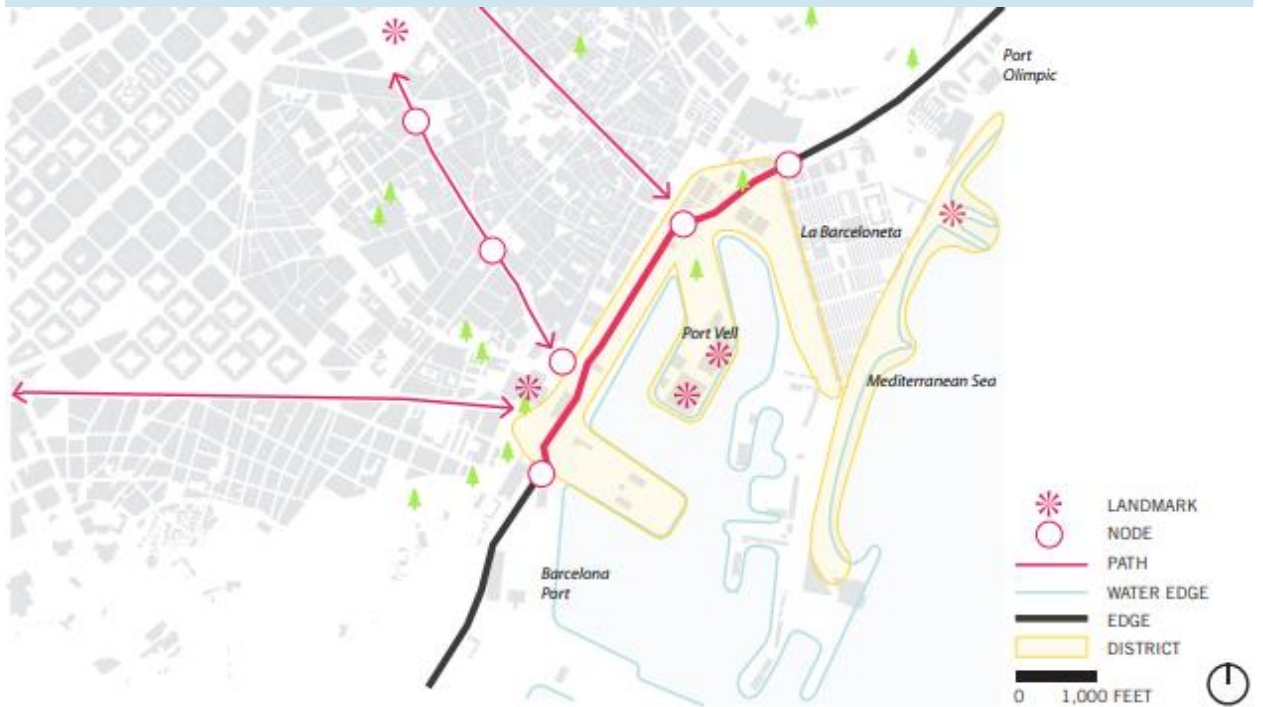 Port
Olimpic
La Barceloneta
Port Vell
Mediterranean Sea
Barcelona
Port
LANDMARK
NODE
PATH
WATER EDGE
EDGE
DISTRICT
0 1,000 FEET